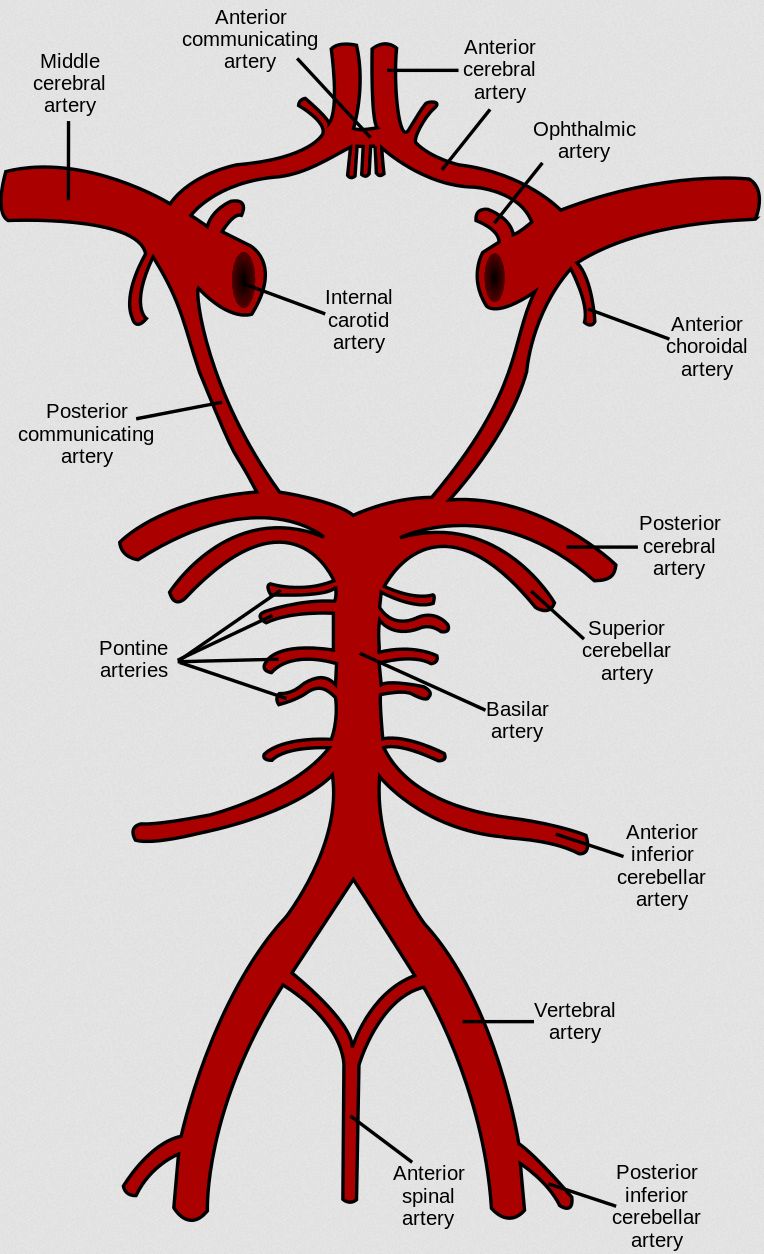 Anterior
communicating
artery
Middle
cerebral
artery
Anterior
cerebral
artery
Ophthalmic
artery
Internal
carotid
artery
Anterior
choroidal
artery
Posterior
communicating
artery
Posterior
cerebral
artery
Superior
cerebellar
artery
Pontine
arteries
Basilar
artery
Anterior
inferior
cerebellar
artery
Vertebral
artery
Anterior
spinal
artery
Posterior
inferior
cerebellar
artery